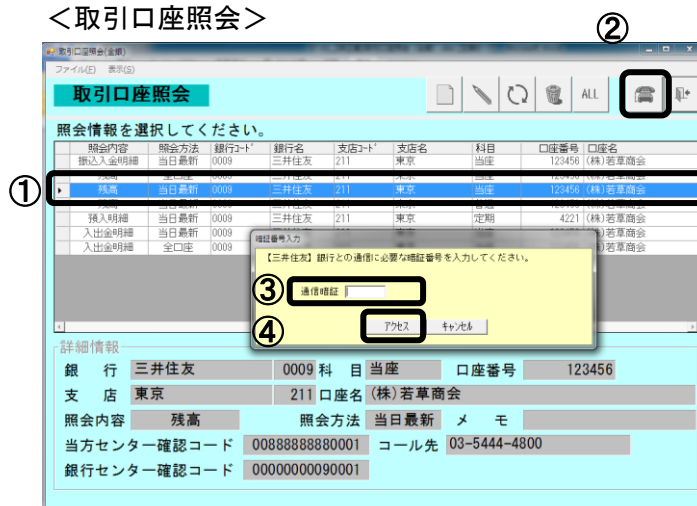 ＜取引口座照会＞
②
取引口座照会(全銀)
ファイル(F) 表示(S)
取引口座照会
ALL
照会情報を選択してください。
照会内容 照会方法 銀行ｺｰﾄﾞ 銀行名 支店ｺｰﾄﾞ 支店名 科目 口座番号 口座名
振込入金明細 当日最新 0009 三井住友 211 東京 当座 123456 (株)若草商会
①
残高 当日最新 0009 三井住友 211 東京 当座 123456 (株)若草商会
預入明細 当日最新 0009 三井住友 211 東京 定期 4221 (株)若草商会
入出金明細 当日最新 0009
入出金明細 全口座 0009
暗証番号入力
【三井住友】銀行との通信に必要な暗証番号を入力してください。
③
通信暗証
④
ｱｸｾｽ ｷｬﾝｾﾙ
詳細情報
銀 行 三井住友 0009 科 目 当座 口座番号 123456
支 店 東京 211 口座名 (株)若草商会
照会内容 残高 照会方法 当日最新 メ モ
当方センター確認コード 00888888880001 コール先 03-5444-4800
銀行センター確認コード 00000000090001